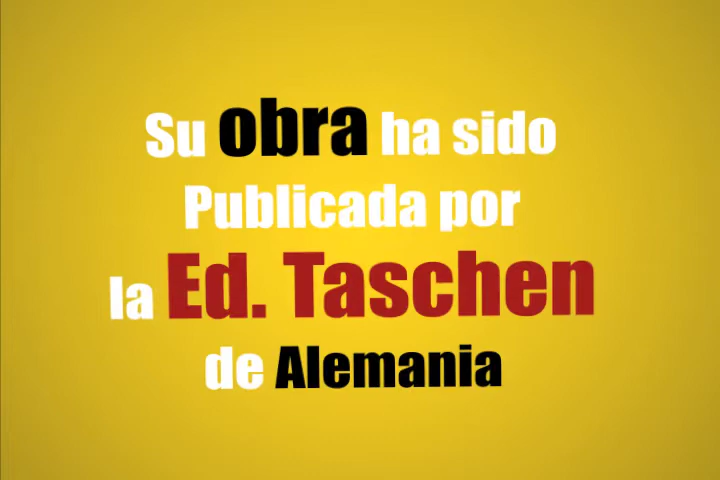 Su obra ha sido
Publicada por
la Ed. Taschen
de Alemania